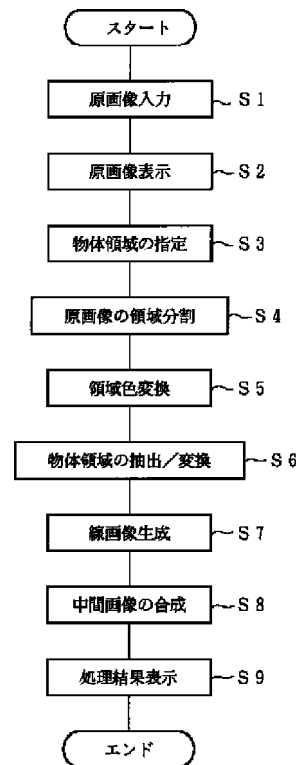 スタート
原画像入力 S1
原画像表示 S2
物体領域の指定 S3
原画像の領域分割 S4
領域色変換 S5
物体領域の抽出／変換 S6
線画像生成 S7
中間画像の合成 S8
処理結果表示 S9
エンド